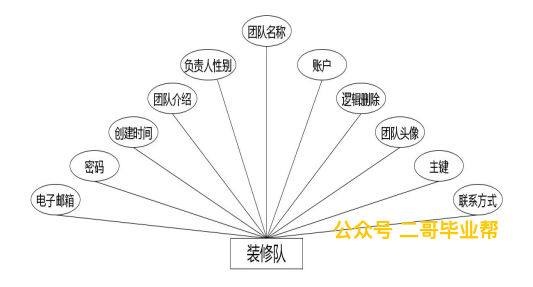 团队名称
负责人性别
账户
团队介绍
逻辑删除
创建时间
团队头像
密码
主键
电子邮箱
联系方式
公众号 二哥毕业帮
装修队